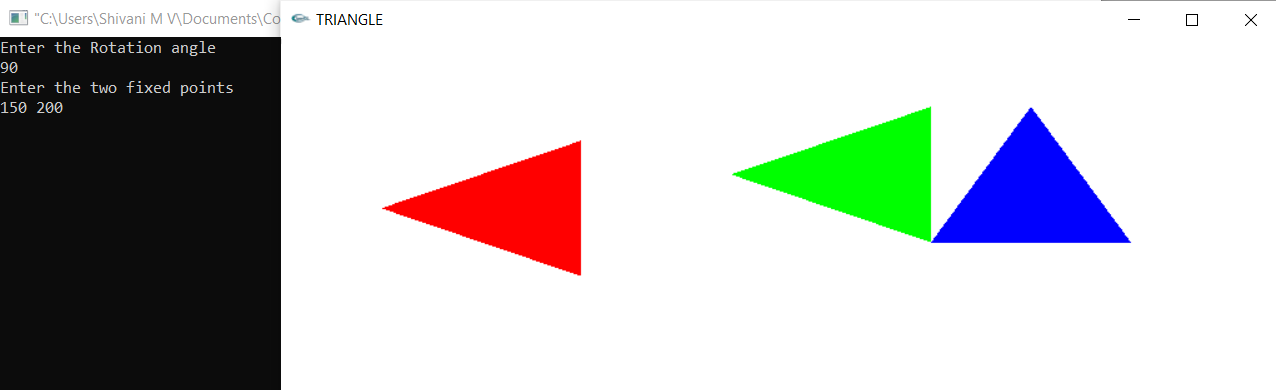 "C:\Users\Shivani M V\Documents\Co
TRIANGLE
Enter the Rotation angle
90
Enter the two fixed points
150 200